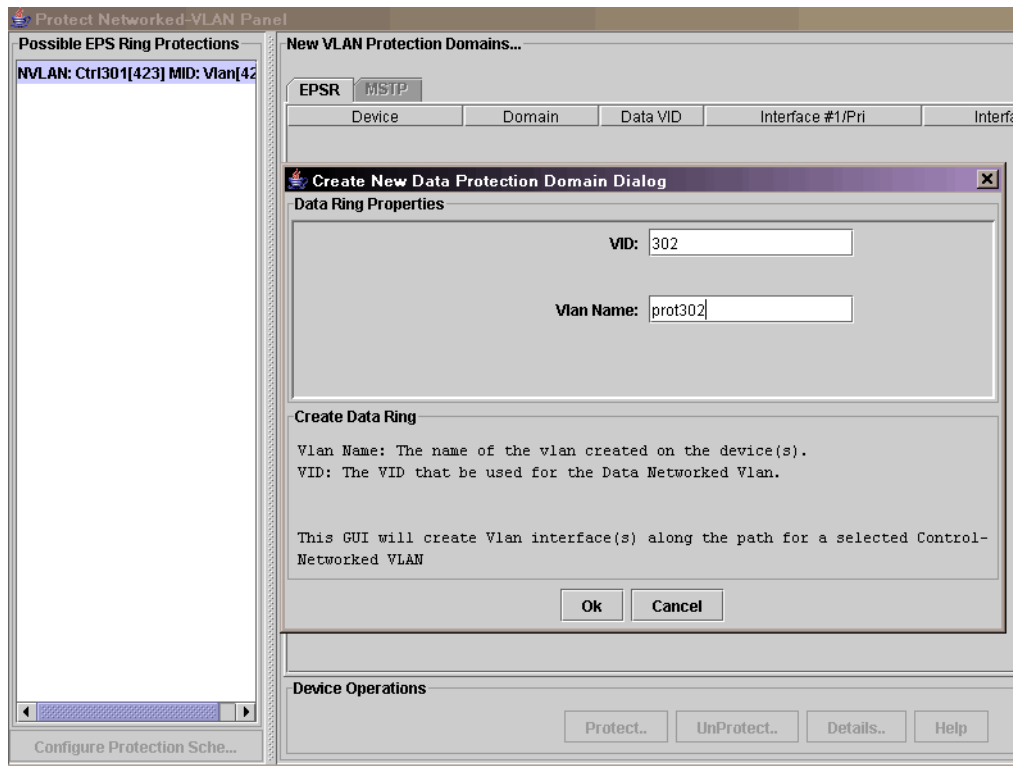 Protect Networked-VLAN Panel
Possible EPS Ring Protections
NVLAN: Ctrl301[423] MID: Vlan[42
New VLAN Protection Domains...
EPSR MSTP
Device Domain Data VID Interface #1/Pri Interfa
Create New Data Protection Domain Dialog
Data Ring Properties
VID: 302
Vlan Name: prot302
Create Data Ring
Vlan Name: The name of the vlan created on the device(s).
VID: The VID that be used for the Data Networked Vlan.
This GUI will create Vlan interface(s) along the path for a selected Control-
Networked VLAN
Ok Cancel
Device Operations
Protect.. UnProtect.. Details.. Help
Configure Protection Sche...